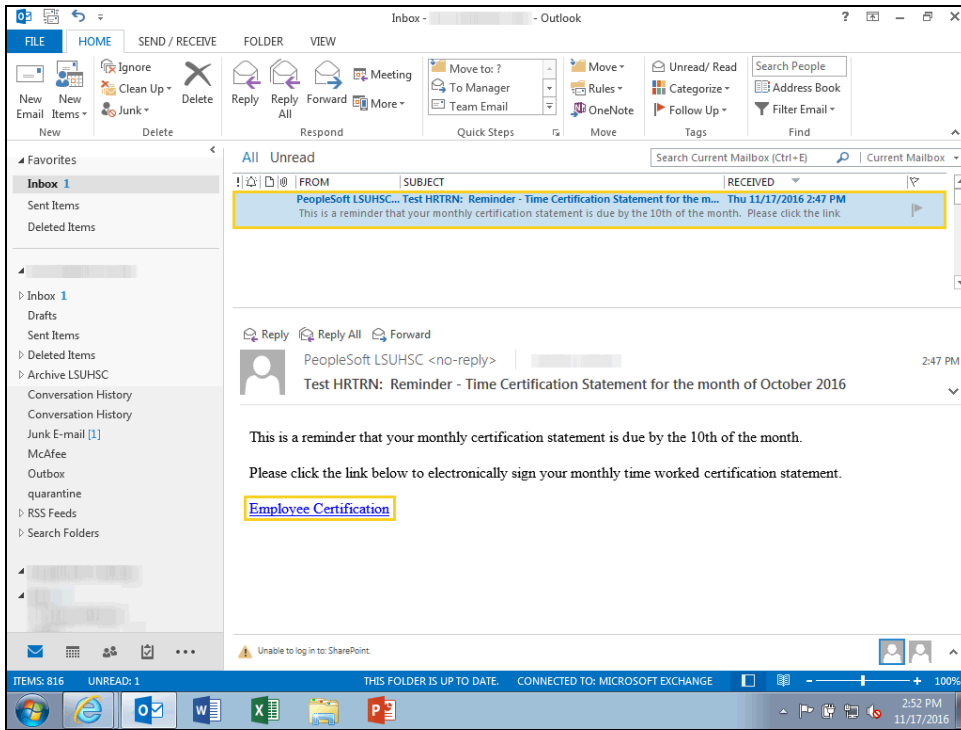 Inbox - - Outlook
FILE HOME SEND / RECEIVE FOLDER VIEW
New Email
New Items
Ignore
Clean Up
Junk
Delete
Reply
Reply All
Forward
Meeting
More
Move to: ?
To Manager
Team Email
Move
Rules
OneNote
Unread/ Read
Categorize
Follow Up
Search People
Address Book
Filter Email
New Delete Respond Quick Steps Move Tags Find
Favorites
Inbox 1
Sent Items
Deleted Items
Inbox 1
Drafts
Sent Items
Deleted Items
Archive LSUHSC
Conversation History
Conversation History
Junk E-mail [1]
McAfee
Outbox
quarantine
RSS Feeds
Search Folders
All Unread
Search Current Mailbox (Ctrl+E) Current Mailbox
! FROM SUBJECT RECEIVED
PeopleSoft LSUHSC... Test HRTRN: Reminder - Time Certification Statement for the m... Thu 11/17/2016 2:47 PM
This is a reminder that your monthly certification statement is due by the 10th of the month. Please click the link
Reply Reply All Forward
PeopleSoft LSUHSC <no-reply>
2:47 PM
Test HRTRN: Reminder - Time Certification Statement for the month of October 2016
This is a reminder that your monthly certification statement is due by the 10th of the month.
Please click the link below to electronically sign your monthly time worked certification statement.
Employee Certification
Unable to log in to: SharePoint.
ITEMS: 816 UNREAD: 1 THIS FOLDER IS UP TO DATE. CONNECTED TO: MICROSOFT EXCHANGE 100%
2:52 PM
11/17/2016